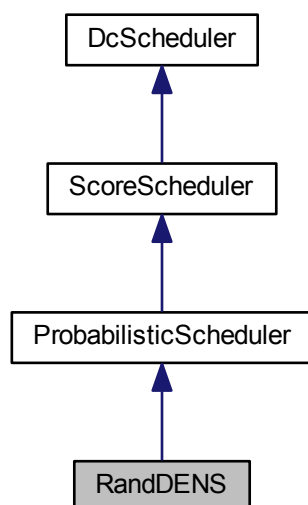 DcScheduler
ScoreScheduler
ProbabilisticScheduler
RandDENS